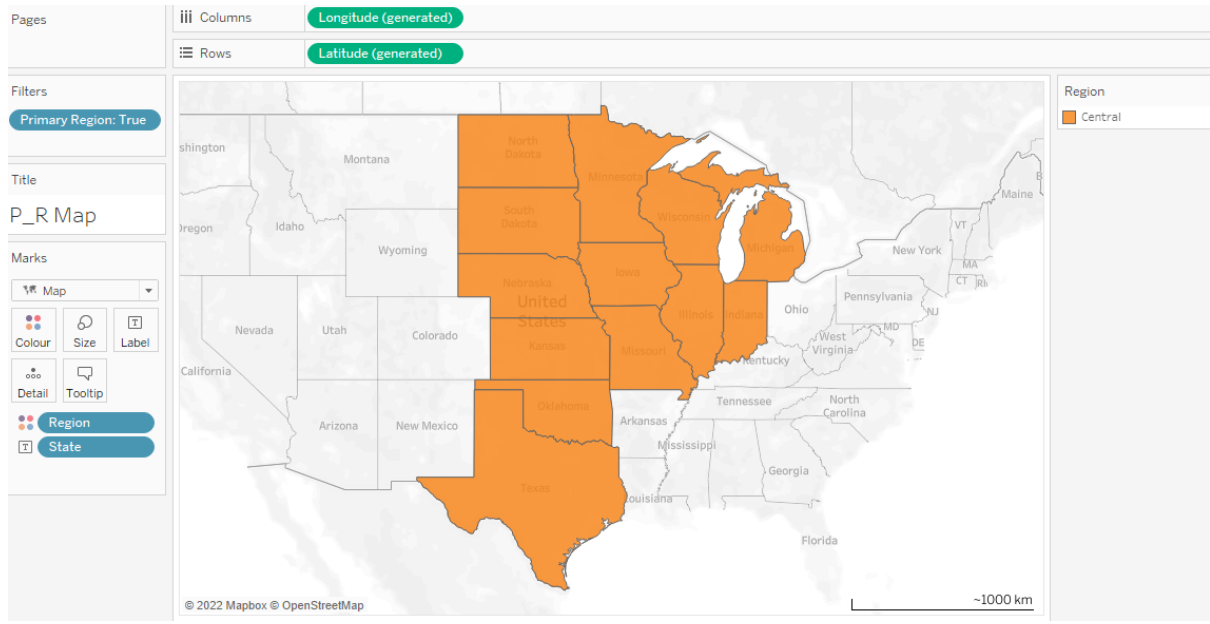 Pages
Columns
Longitude (generated)
Rows
Latitude (generated)
Filters
Primary Region: True
Title
P_R Map
Marks
Map
Colour
Size
T
Label
Detail
Tooltip
Region
T
State
shington
Montana
North
Dakota
Minnesota
Maine
Oregon
Idaho
South
Dakota
Wisconsin
VT
Wyoming
Michigan
New York
MA
Iowa
CT
RI
Nebraska
Pennsylvania
United
States
Ohio
NJ
Nevada
Utah
Colorado
Illinois
Indiana
MD
DE
West
Virginia
Kansas
Missouri
Kentucky
California
Oklahoma
Tennessee
North
Carolina
Arizona
New Mexico
Arkansas
Mississippi
Georgia
Texas
Louisiana
Florida
© 2022 Mapbox © OpenStreetMap
~1000 km
Region
Central